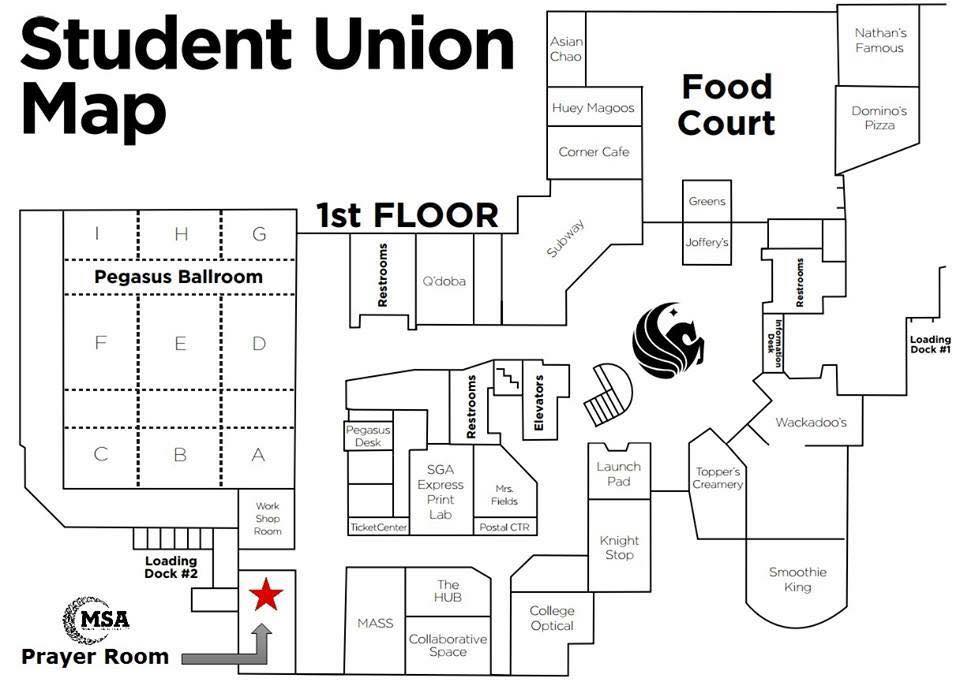 Student Union
Map
1st FLOOR
Asian
Chao
Huey Magoos
Corner Cafe
Food
Court
Nathan's
Famous
Domino's
Pizza
Greens
Joffery's
Subway
Restrooms
Q'doba
I
H
G
Pegasus Ballroom
F
E
D
C
B
A
Restrooms
Information
Desk
Loading
Dock #1
Restrooms
Elevators
Pegasus
Desk
SGA
Express
Print
Lab
Mrs.
Fields
TicketCenter
Postal CTR
Launch
Pad
Knight
Stop
Topper's
Creamery
Wackadoo's
Smoothie
King
Work
Shop
Room
Loading
Dock #2
MSA
Prayer Room
MASS
The
HUB
Collaborative
Space
College
Optical